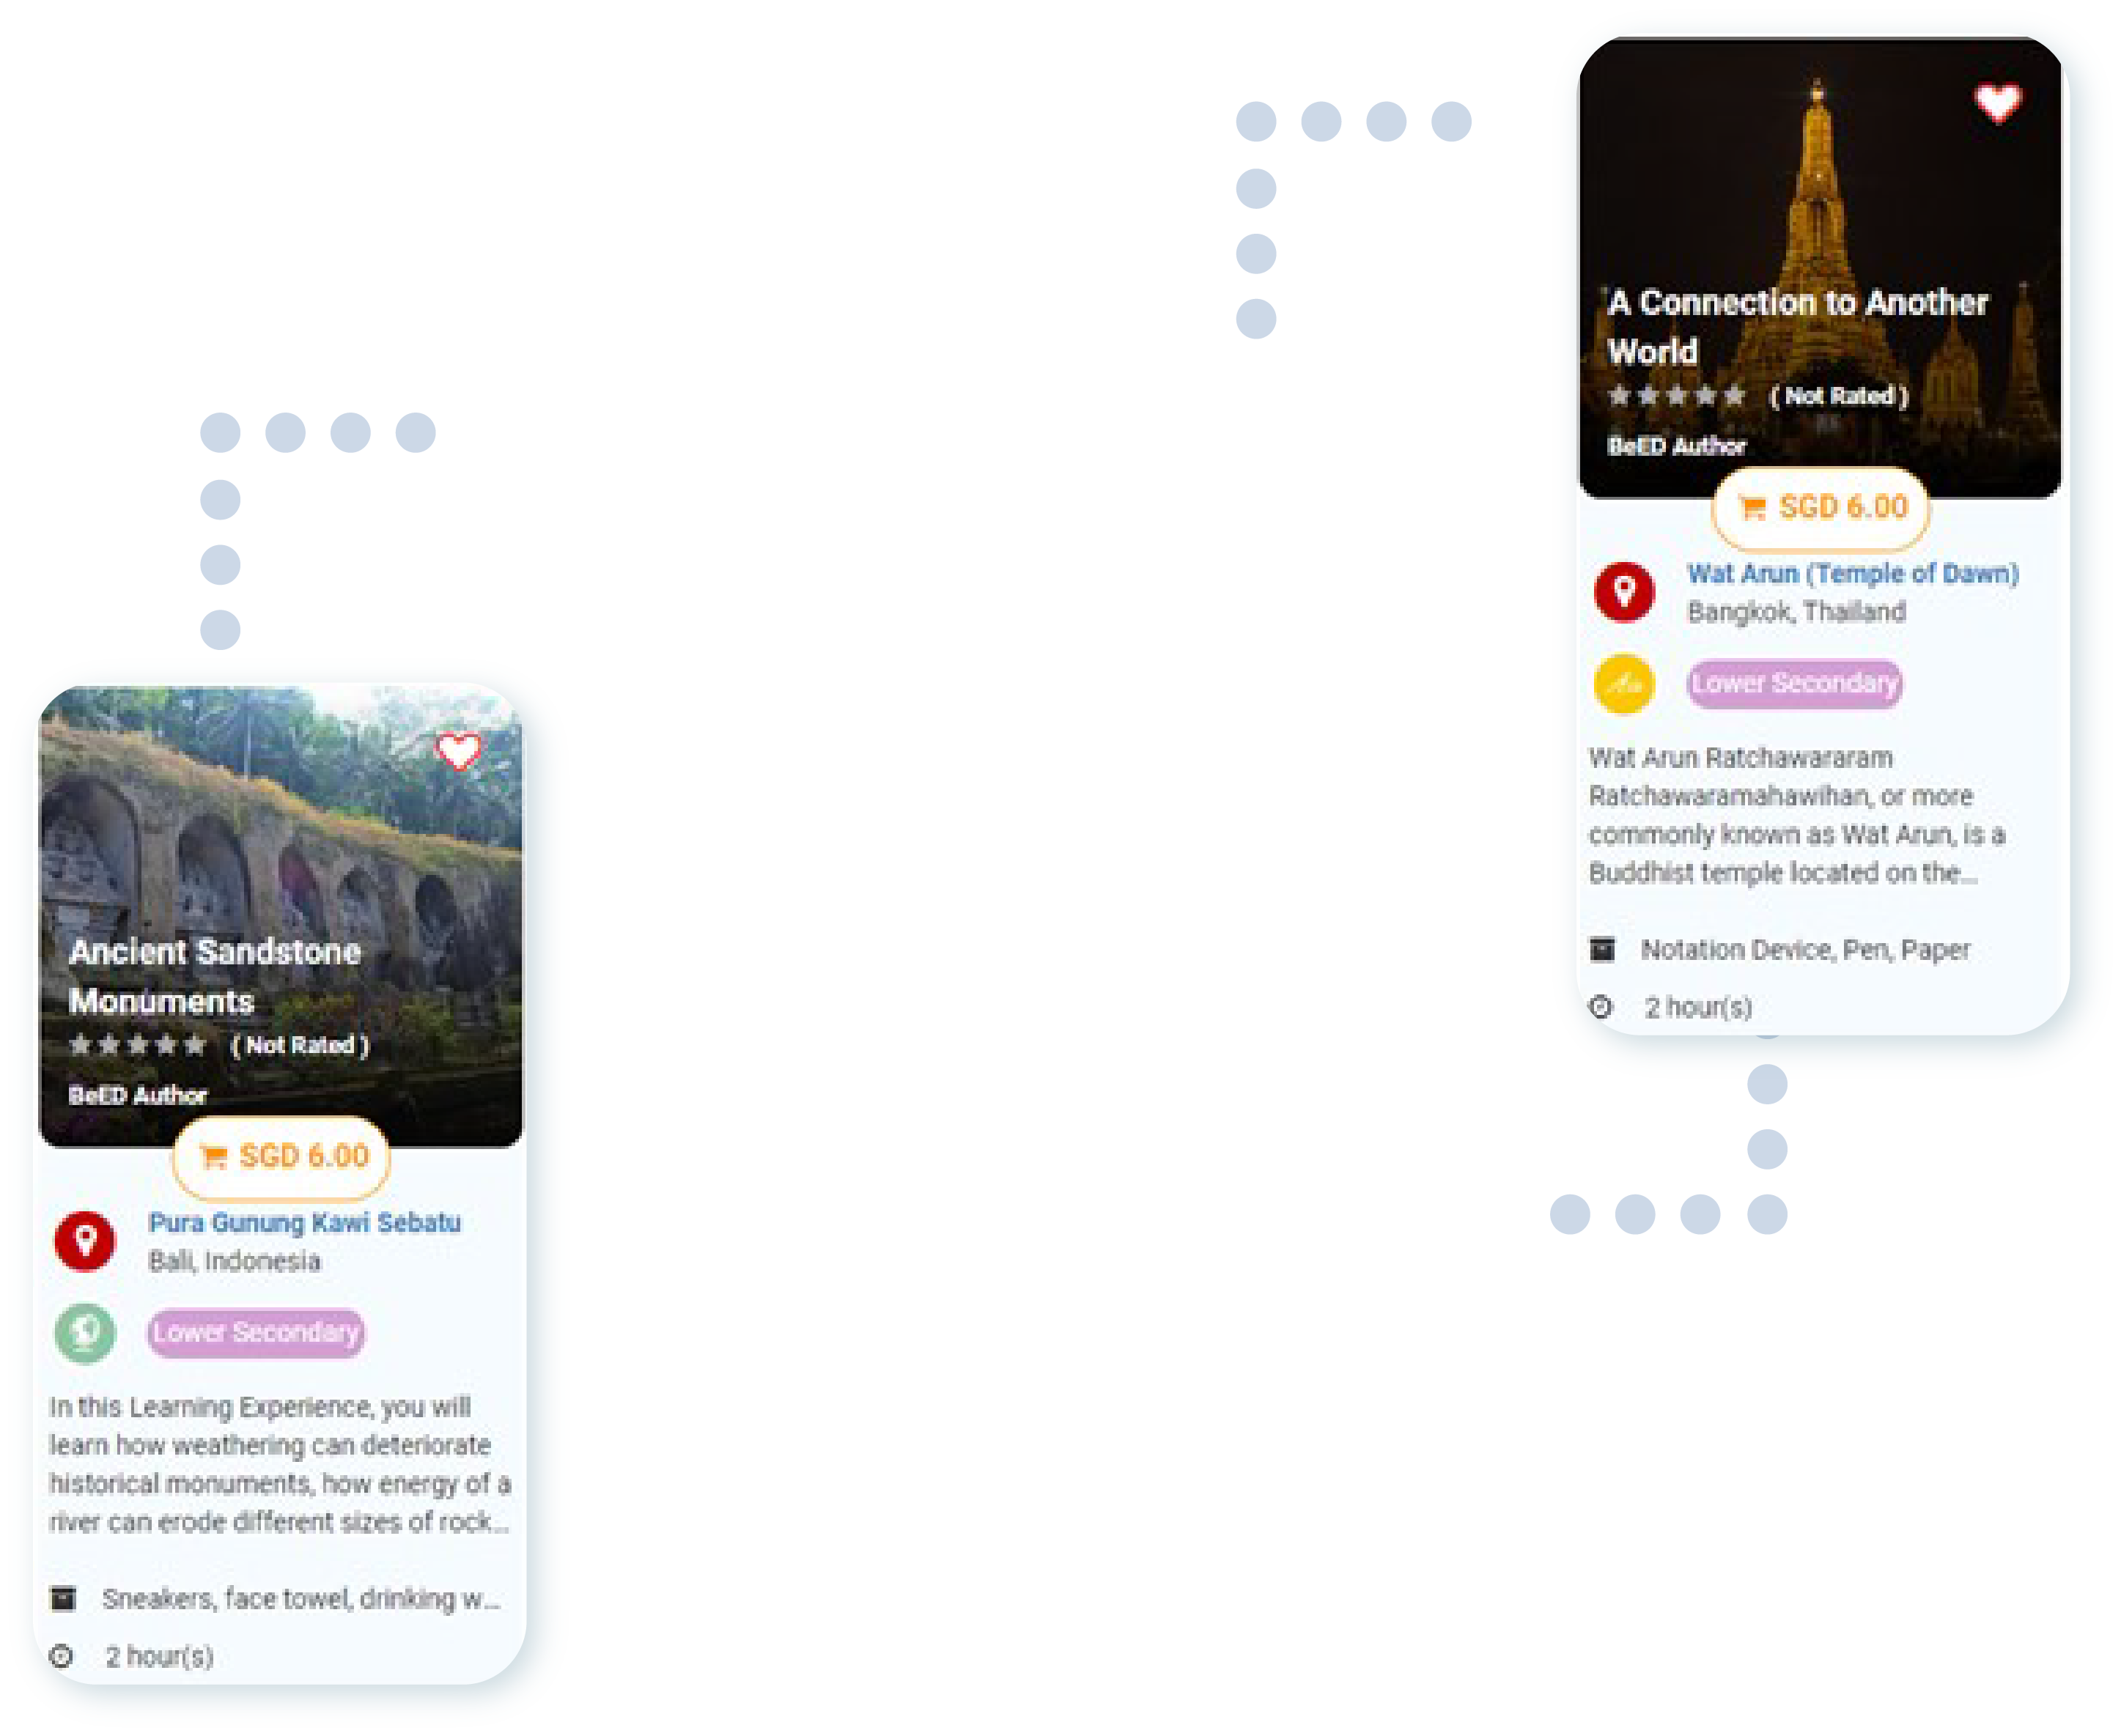 A Connection to Another
World
( Not Rated )
BeED Author
SGD 6.00
Wat Arun (Temple of Dawn)
Bangkok, Thailand
Lower Secondary
Wat Arun Ratchawararam
Ratchawaramahawihan, or more
commonly known as Wat Arun, is a
Buddhist temple located on the...
Notation Device, Pen, Paper
2 hour(s)
Ancient Sandstone
Monuments
( Not Rated )
BeED Author
SGD 6.00
Pura Gunung Kawi Sebatu
Bali, Indonesia
Lower Secondary
In this Learning Experience, you will
learn how weathering can deteriorate
historical monuments, how energy of a
river can erode different sizes of rock...
Sneakers, face towel, drinking w...
2 hour(s)